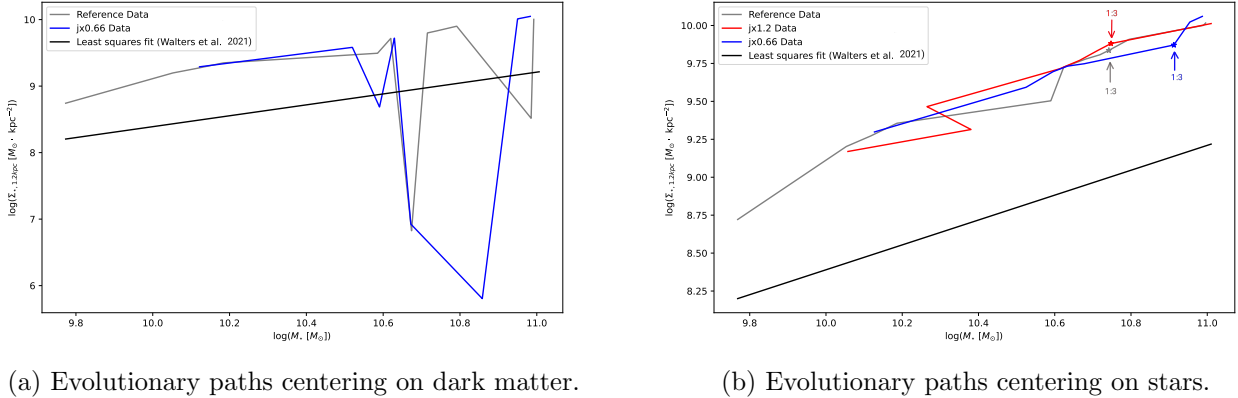 Reference Data
jx0.66 Data
Least squares fit (Walters et al. 2021)
10
9
8
7
6
log(Σ⋆,1.2kpc [M⊙ · kpc⁻²])
9.8
10.0
10.2
10.4
10.6
10.8
11.0
log(M⋆ [M⊙])
(a) Evolutionary paths centering on dark matter.
Reference Data
jx1.2 Data
jx0.66 Data
Least squares fit (Walters et al. 2021)
1:3
1:3
1:3
10.00
9.75
9.50
9.25
9.00
8.75
8.50
8.25
log(Σ⋆,1.2kpc [M⊙ · kpc⁻²])
9.8
10.0
10.2
10.4
10.6
10.8
11.0
log(M⋆ [M⊙])
(b) Evolutionary paths centering on stars.